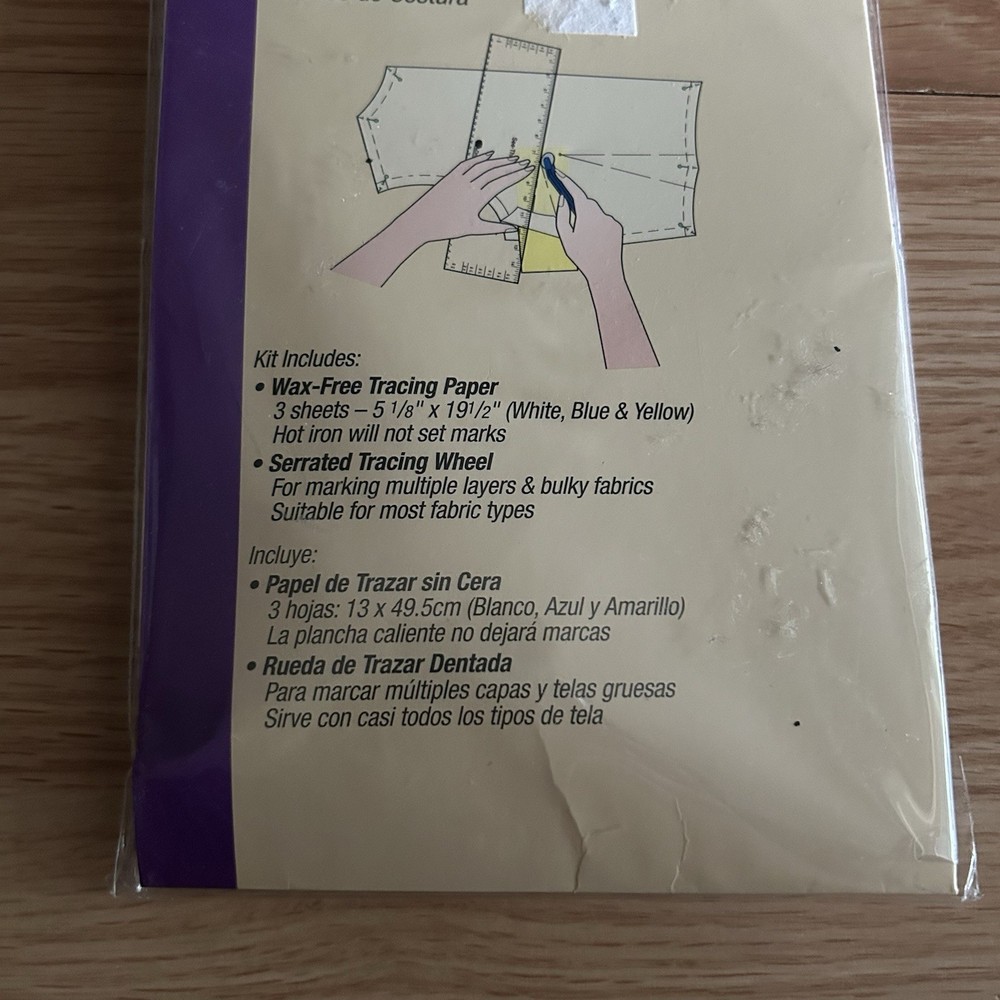 de Costura
Kit Includes:
• Wax-Free Tracing Paper
3 sheets – 5 1/8" x 19 1/2" (White, Blue & Yellow)
Hot iron will not set marks
• Serrated Tracing Wheel
For marking multiple layers & bulky fabrics
Suitable for most fabric types
Incluye:
• Papel de Trazar sin Cera
3 hojas: 13 x 49.5cm (Blanco, Azul y Amarillo)
La plancha caliente no dejará marcas
• Rueda de Trazar Dentada
Para marcar múltiples capas y telas gruesas
Sirve con casi todos los tipos de tela